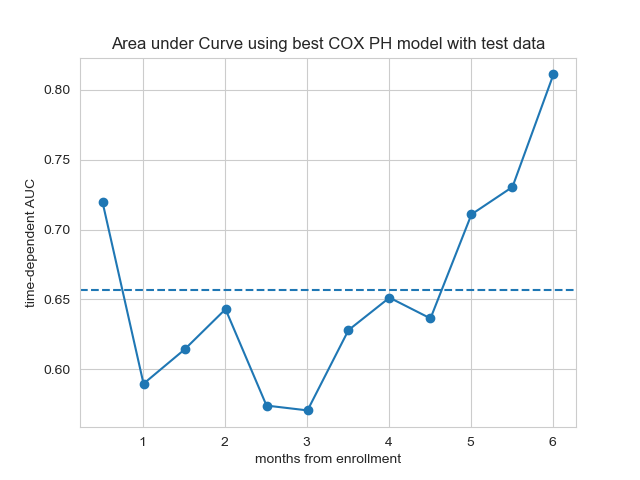 Area under Curve using best COX PH model with test data
0.80
0.75
0.70
0.65
0.60
time-dependent AUC
1 2 3 4 5 6
months from enrollment